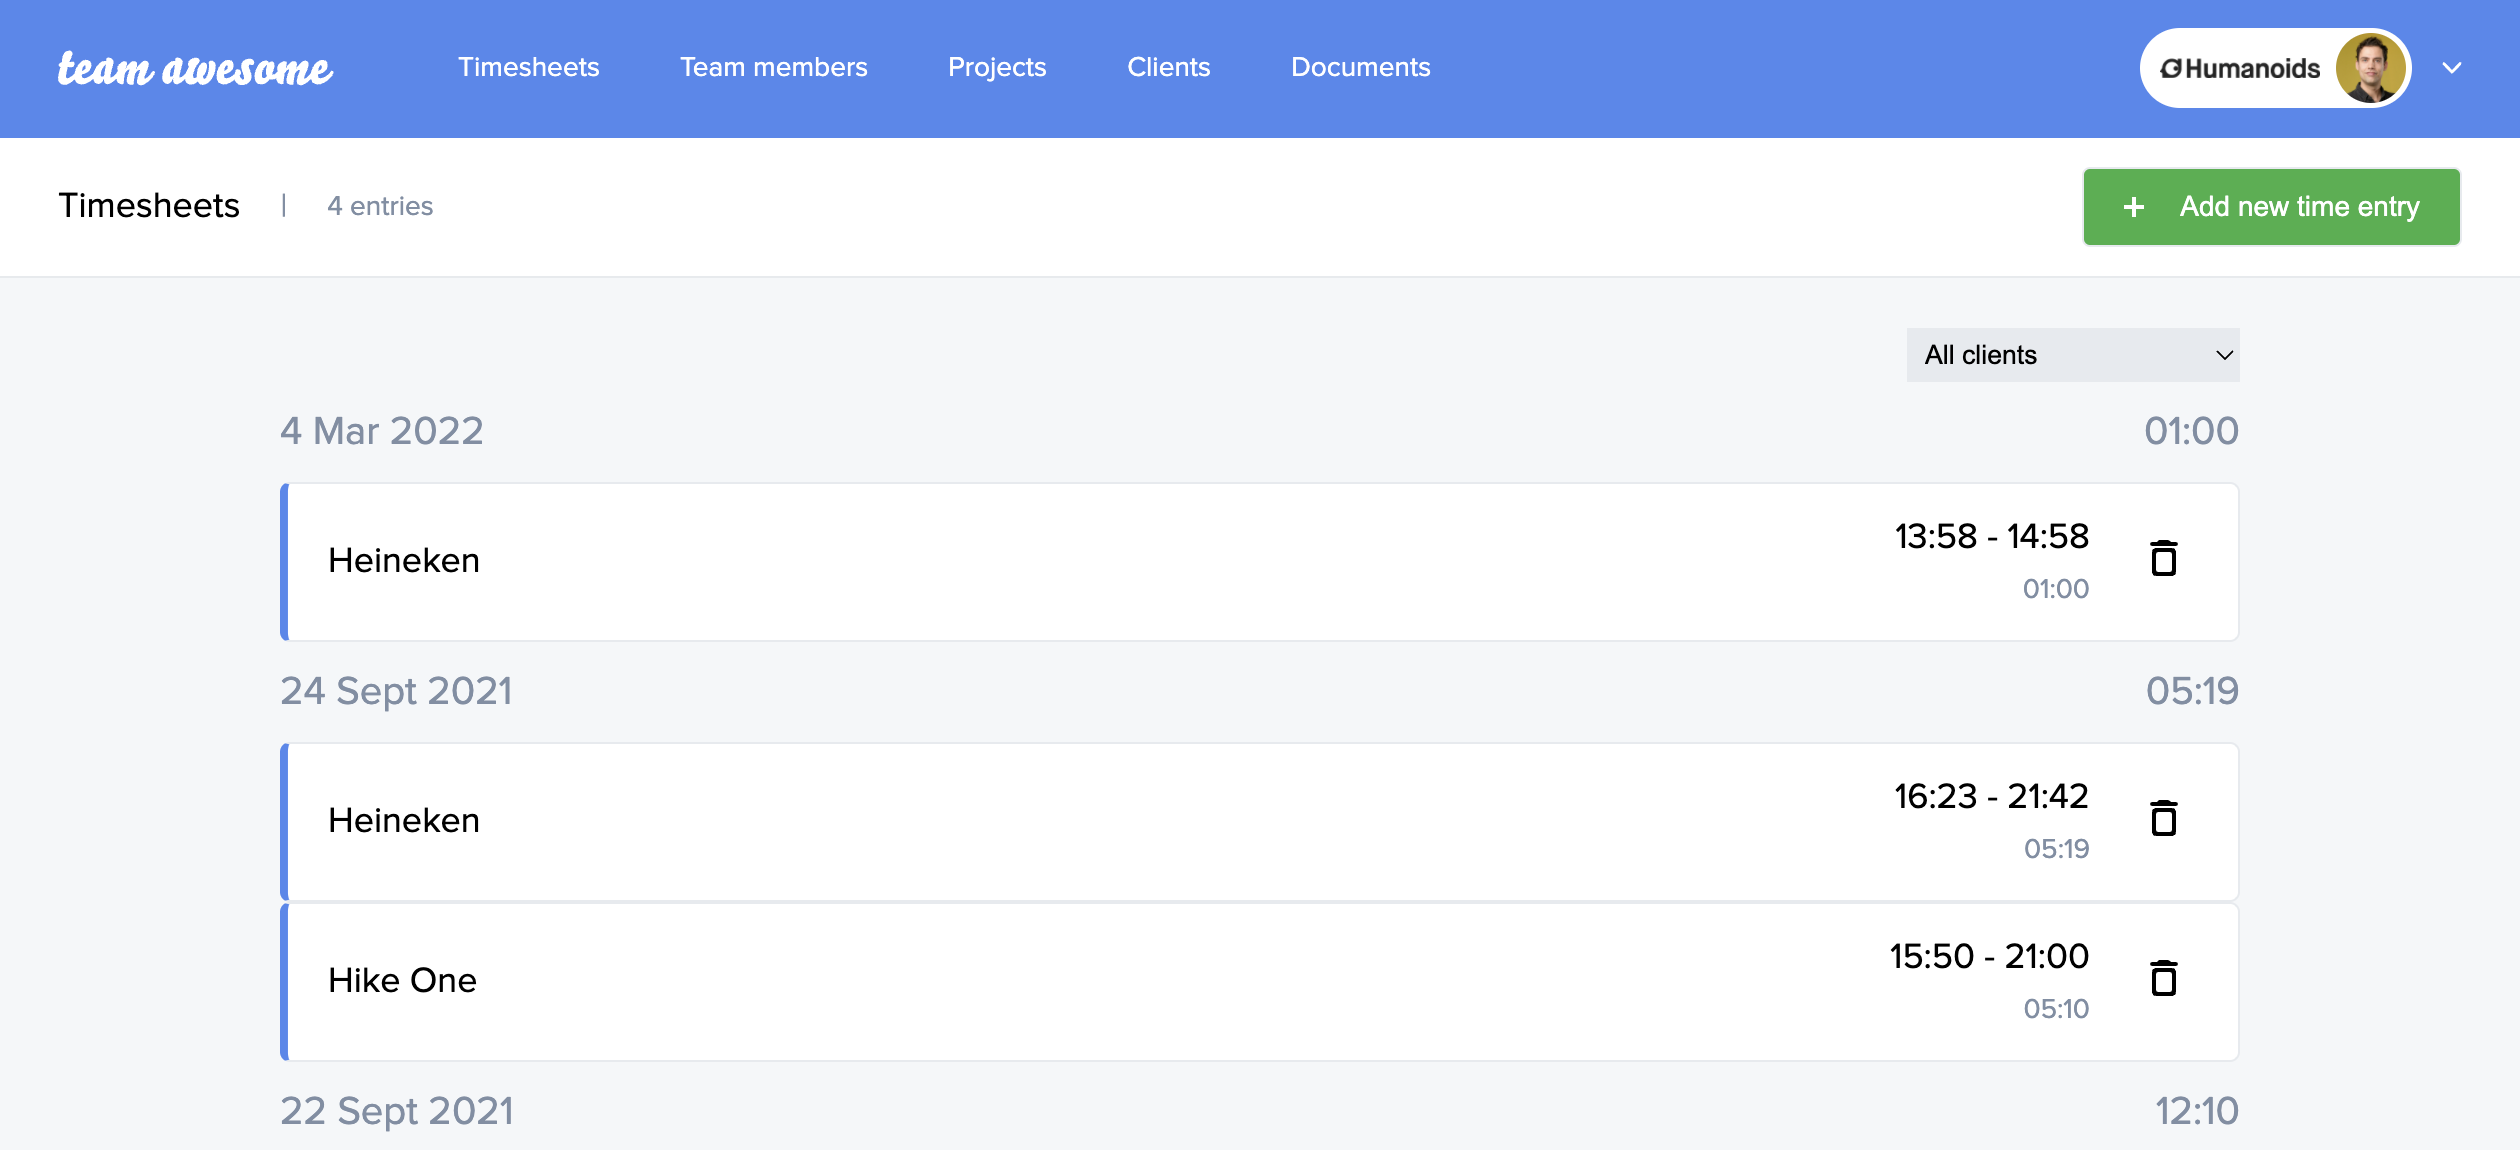 team awesome
Timesheets
Team members
Projects
Clients
Documents
Humanoids
Timesheets | 4 entries
+ Add new time entry
All clients
4 Mar 2022 01:00
Heineken
13:58 - 14:58
01:00
24 Sept 2021 05:19
Heineken
16:23 - 21:42
05:19
Hike One
15:50 - 21:00
05:10
22 Sept 2021 12:10